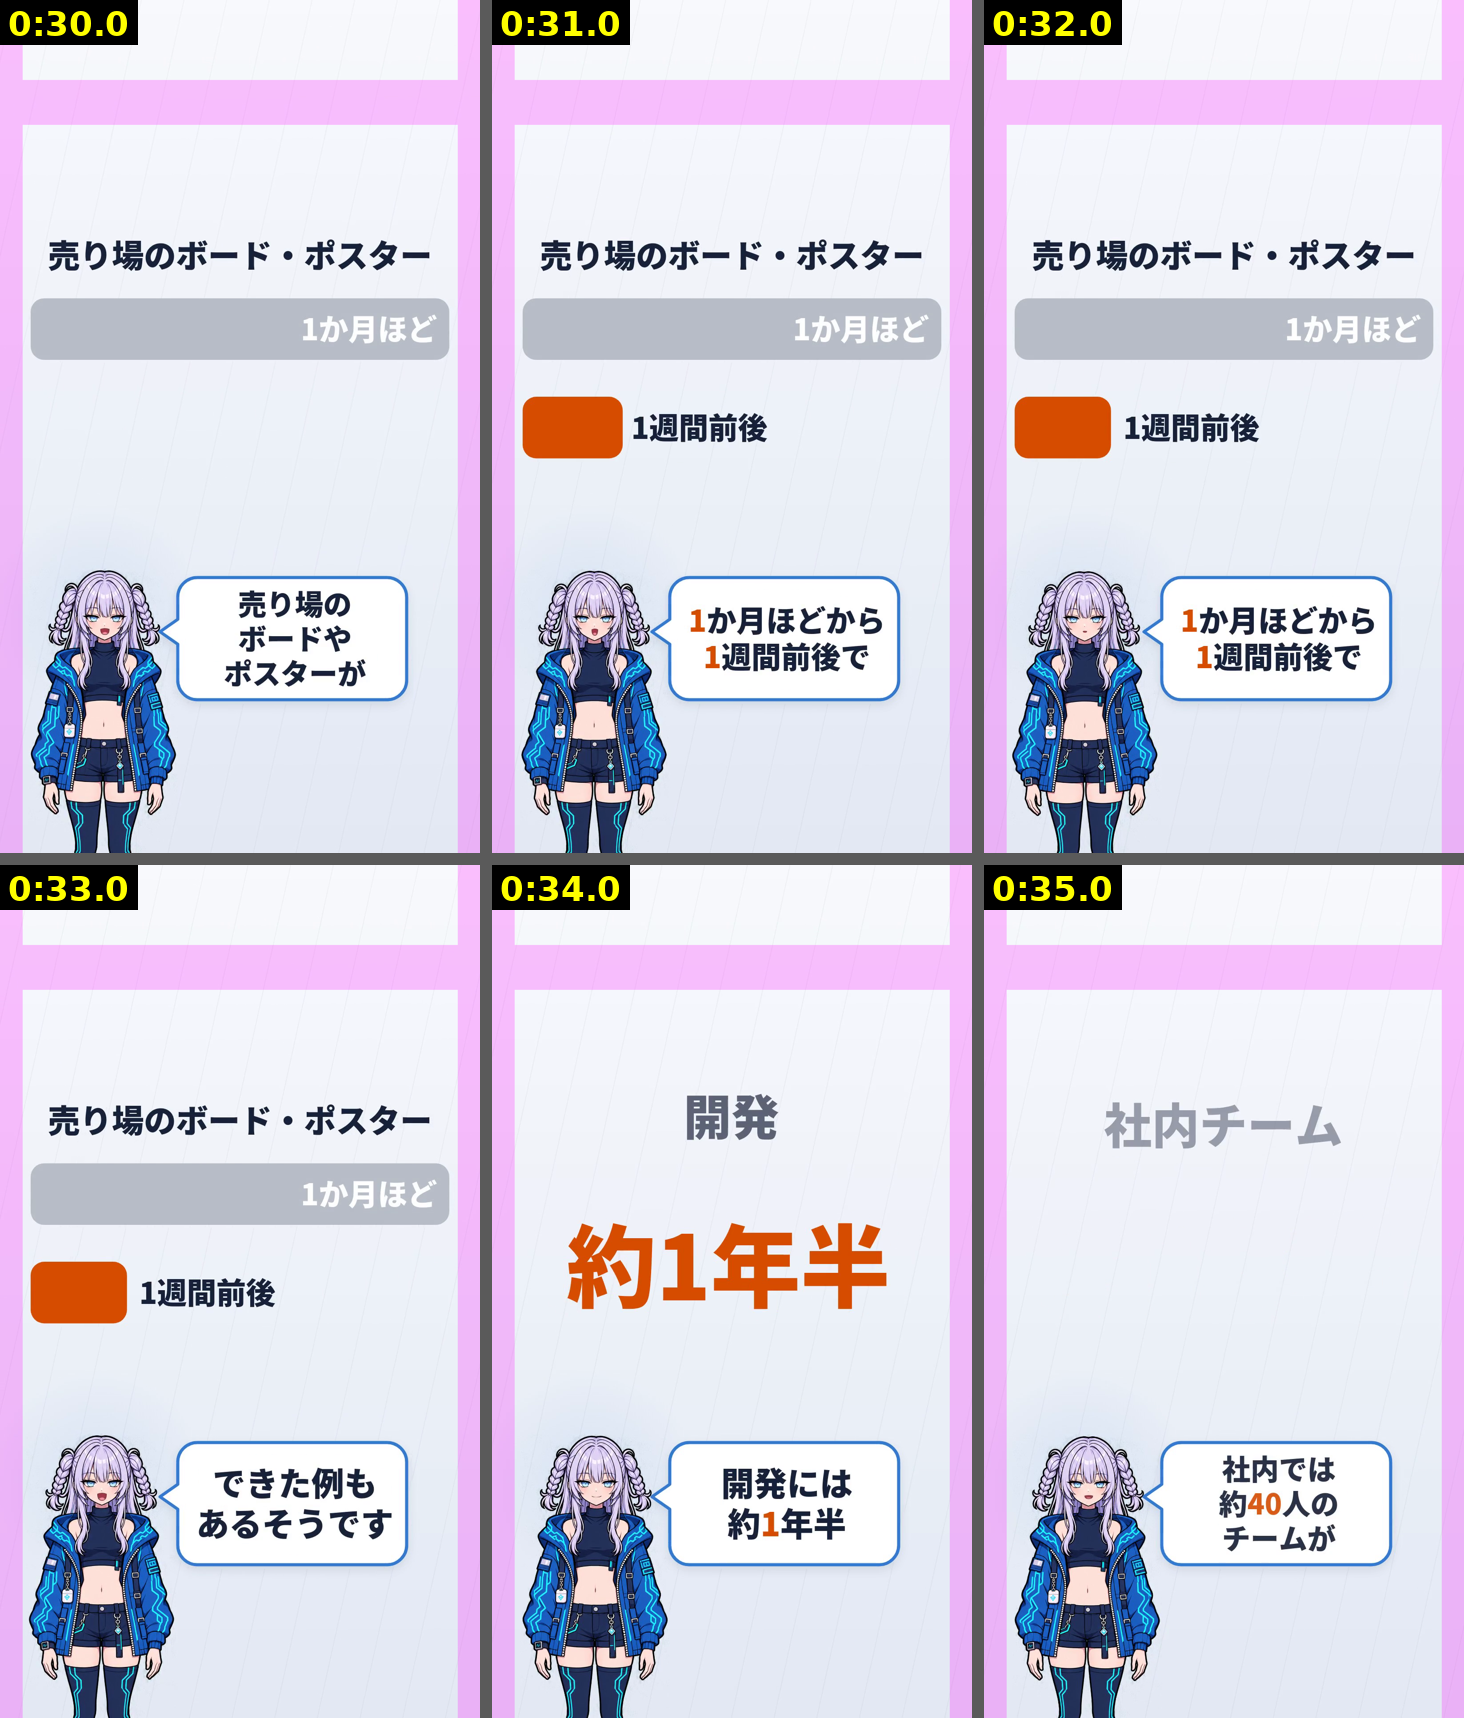 0:30.0
売り場のボード・ポスター
1か月ほど
売り場の
ボードや
ポスターが
0:31.0
売り場のボード・ポスター
1か月ほど
1週間前後
1か月ほどから
1週間前後で
0:32.0
売り場のボード・ポスター
1か月ほど
1週間前後
1か月ほどから
1週間前後で
0:33.0
売り場のボード・ポスター
1か月ほど
1週間前後
できた例も
あるそうです
0:34.0
開発
約1年半
開発には
約1年半
0:35.0
社内チーム
社内では
約40人の
チームが